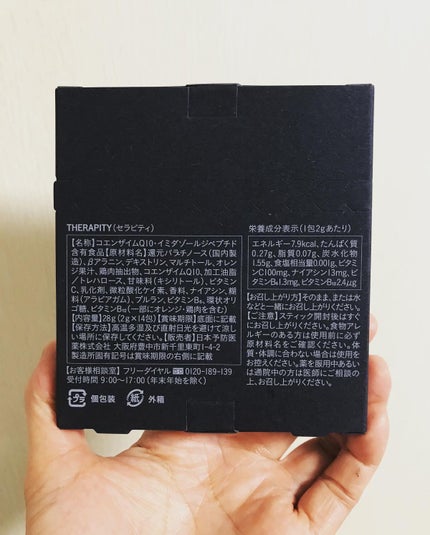 THERAPITY(セラピティ)
【名称】コエンザイムQ10・イミダゾールジペプチド
含有食品【原材料名】還元パラチノース(国内製
造)、βアラニン、デキストリン、マルチトール、オレ
ンジ果汁、鶏肉抽出物、コエンザイムQ10、加工油脂
/トレハロース、甘味料(キシリトール)、ビタミン
C、乳化剤、微粒酸化ケイ素、香料、ナイアシン、糊
料(アラビアガム)、プルラン、ビタミンB₁、環状オリ
ゴ糖、ビタミンB₁₂(一部にオレンジ・鶏肉を含む)
【内容量】28g(2g×14包)【賞味期限】底面に記載
【保存方法】高温多湿及び直射日光を避けて涼し
い場所に保存してください。【販売者】日本予防医
薬株式会社 大阪府豊中市新千里東町1-4-2
製造所固有記号は賞味期限の右側に記載
【お客様相談室】フリーダイヤル 0120-189-139
受付時間 9:00〜17:00(年末年始を除く)
プラ 個包装 紙 外箱
栄養成分表示(1包2gあたり)
エネルギー7.9kcal、たんぱく質
0.27g、脂質0.07g、炭水化物
1.55g、食塩相当量0.001g、ビタミ
ンC100mg、ナイアシン13mg、ビ
タミンB₁1.3mg、ビタミンB₁₂2.4μg
【お召し上がり方】そのまま、または水
などと一緒にお召し上がりください。
【ご注意】スティック開封後はすぐ
にお召し上がりください。食物アレ
ルギーのある方は使用前に必ず
原材料名をご確認ください。体
質・体調に合わない場合は使用を
お控えください。薬を服用中あるい
は通院中の方は医師にご相談の
上、お召し上がりください。